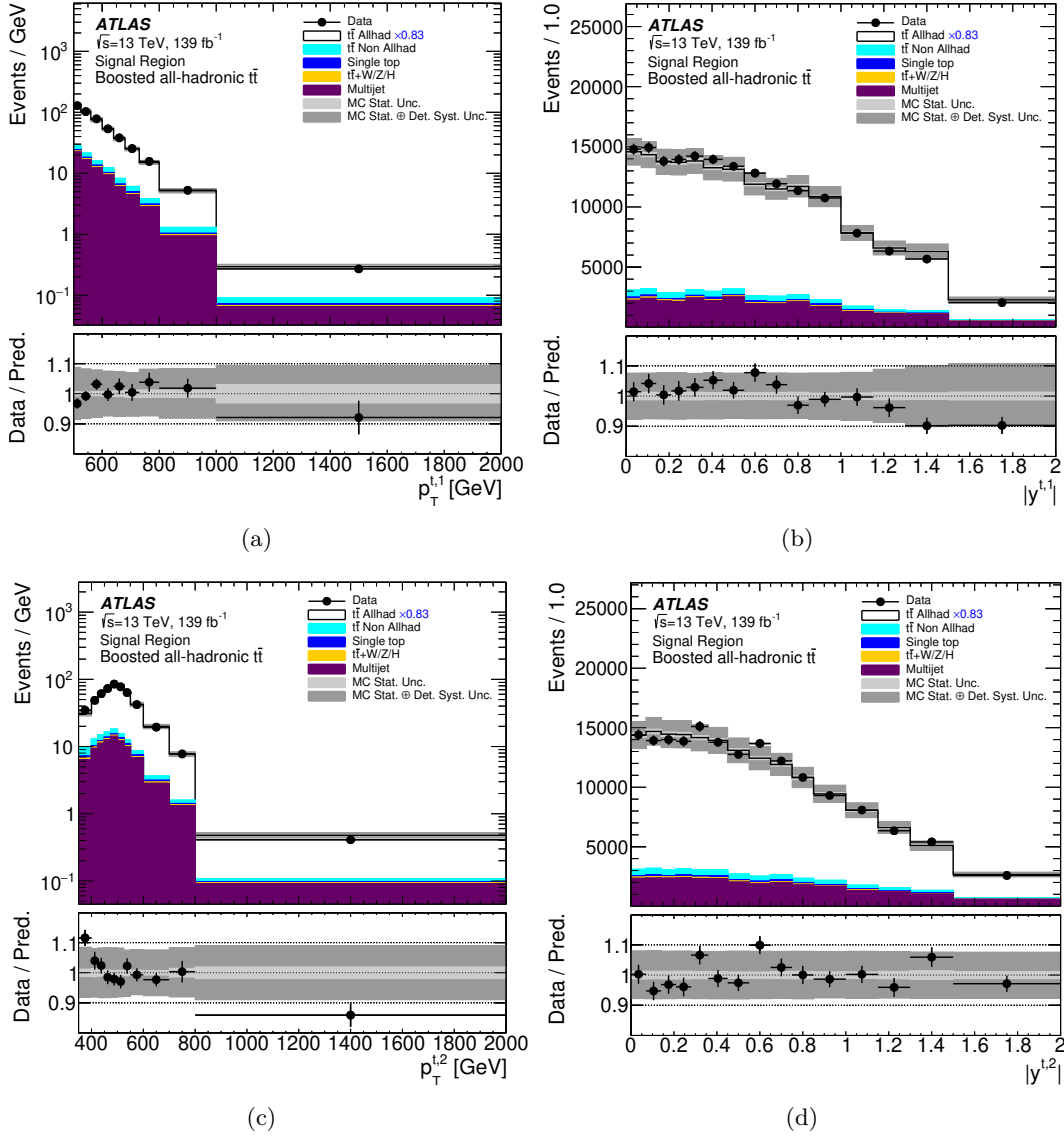 Events / GeV
10³
10²
10
1
10⁻¹
ATLAS
√s=13 TeV, 139 fb⁻¹
Signal Region
Boosted all-hadronic tt̄
Data
tt̄ Allhad ×0.83
tt̄ Non Allhad
Single top
tt̄+W/Z/H
Multijet
MC Stat. Unc.
MC Stat. ⊕ Det. Syst. Unc.
Data / Pred.
1.1
1
0.9
600 800 1000 1200 1400 1600 1800 2000
p_T^{t,1} [GeV]
(a)
Events / 1.0
25000
20000
15000
10000
5000
ATLAS
√s=13 TeV, 139 fb⁻¹
Signal Region
Boosted all-hadronic tt̄
Data
tt̄ Allhad ×0.83
tt̄ Non Allhad
Single top
tt̄+W/Z/H
Multijet
MC Stat. Unc.
MC Stat. ⊕ Det. Syst. Unc.
Data / Pred.
1.1
1
0.9
0 0.2 0.4 0.6 0.8 1 1.2 1.4 1.6 1.8 2
|y^{t,1}|
(b)
Events / GeV
10³
10²
10
1
10⁻¹
ATLAS
√s=13 TeV, 139 fb⁻¹
Signal Region
Boosted all-hadronic tt̄
Data
tt̄ Allhad ×0.83
tt̄ Non Allhad
Single top
tt̄+W/Z/H
Multijet
MC Stat. Unc.
MC Stat. ⊕ Det. Syst. Unc.
Data / Pred.
1.1
1
0.9
400 600 800 1000 1200 1400 1600 1800 2000
p_T^{t,2} [GeV]
(c)
Events / 1.0
25000
20000
15000
10000
5000
ATLAS
√s=13 TeV, 139 fb⁻¹
Signal Region
Boosted all-hadronic tt̄
Data
tt̄ Allhad ×0.83
tt̄ Non Allhad
Single top
tt̄+W/Z/H
Multijet
MC Stat. Unc.
MC Stat. ⊕ Det. Syst. Unc.
Data / Pred.
1.1
1
0.9
0 0.2 0.4 0.6 0.8 1 1.2 1.4 1.6 1.8 2
|y^{t,2}|
(d)